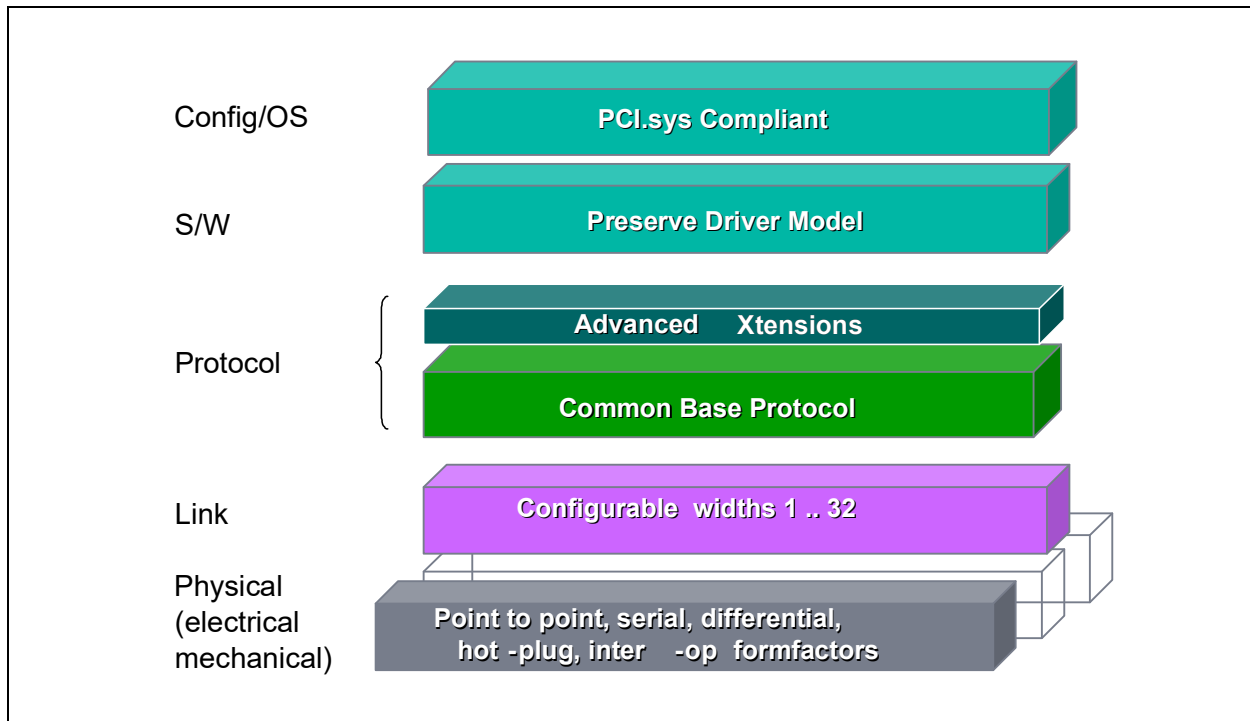 Config/OS
PCI.sys Compliant
S/W
Preserve Driver Model
Protocol
Advanced Xtensions
Common Base Protocol
Link
Configurable widths 1 .. 32
Physical
(electrical
mechanical)
Point to point, serial, differential,
hot -plug, inter -op formfactors